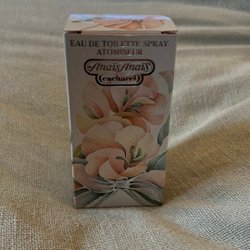 EAU DE TOILETTE SPRAY
ATOMISEUR
Anaïs Anaïs
cacharel